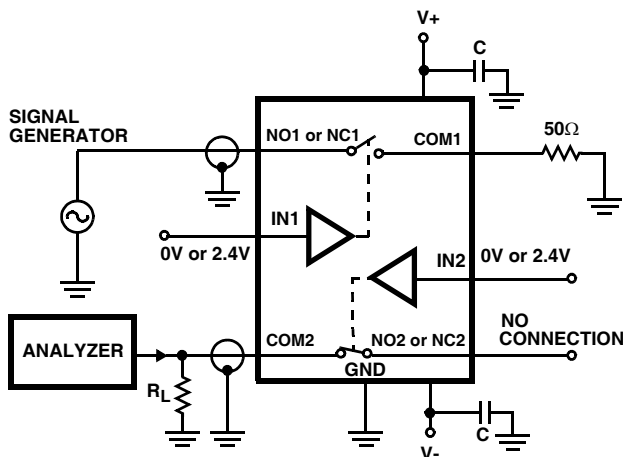 V+
C
SIGNAL
GENERATOR
NO1 or NC1
COM1
50Ω
IN1
0V or 2.4V
IN2
0V or 2.4V
COM2
NO2 or NC2
NO
CONNECTION
ANALYZER
GND
RL
C
V-